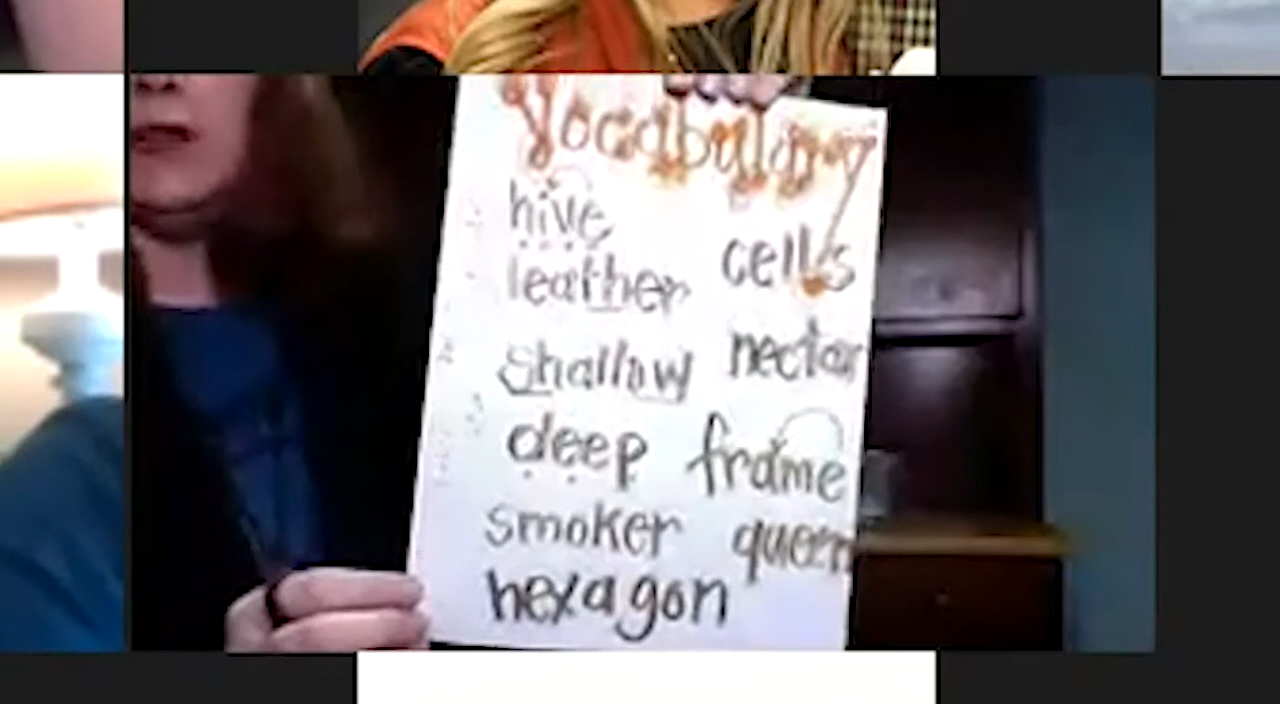 Vocabulary
hive
cells
leather
nectar
shallow
frame
deep
queen
smoker
hexagon